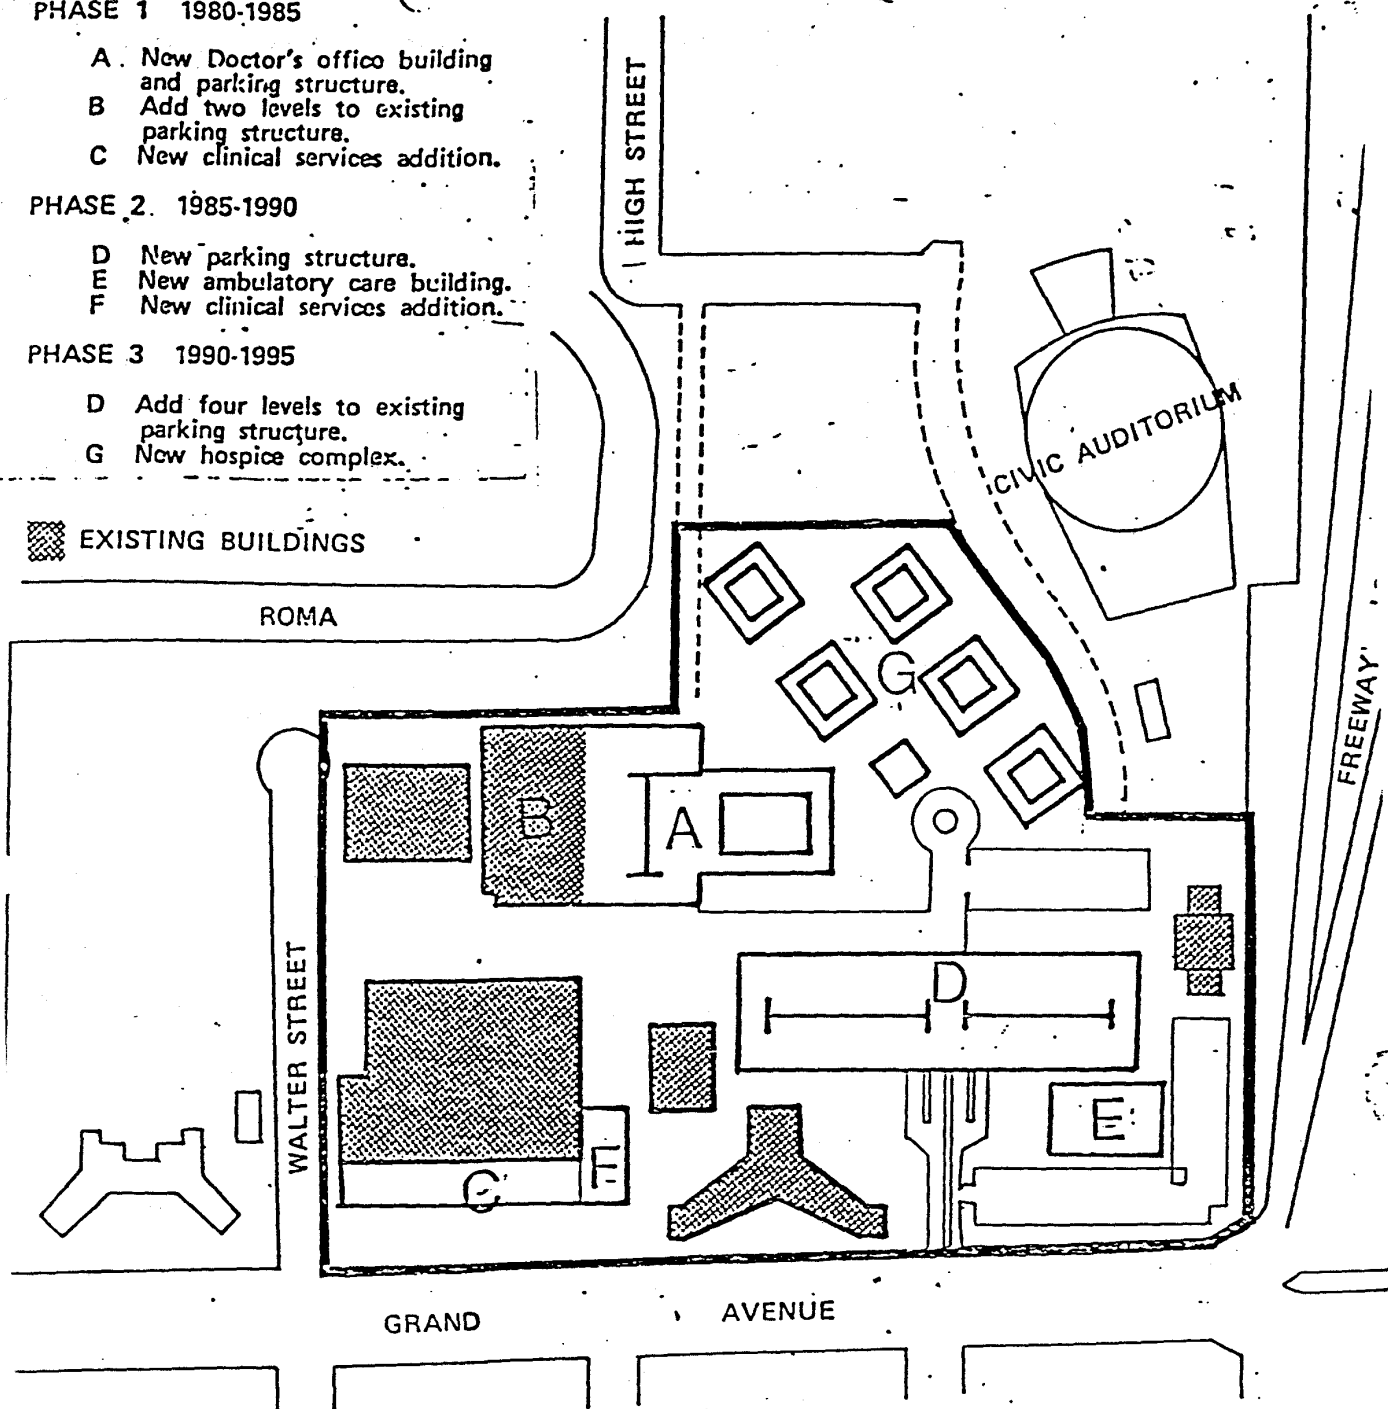 PHASE 1 1980-1985
A. New Doctor's office building
and parking structure.
B Add two levels to existing
parking structure.
C New clinical services addition.
PHASE 2. 1985-1990
D New parking structure.
E New ambulatory care building.
F New clinical services addition.
PHASE 3 1990-1995
D Add four levels to existing
parking structure.
G New hospice complex.
EXISTING BUILDINGS
HIGH STREET
CIVIC AUDITORIUM
ROMA
FREEWAY
G
B
A
D
WALTER STREET
E
F
C
GRAND AVENUE